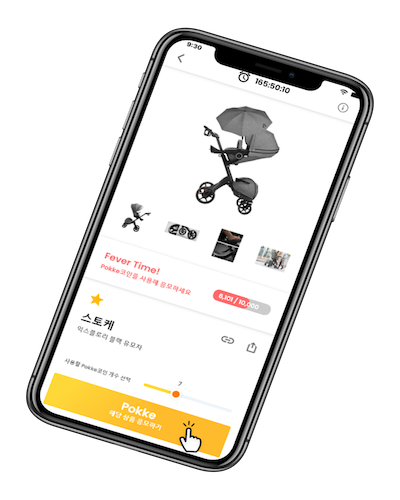 9:30
165:50:10
Fever Time!
Pokke코인을 사용해 응모하세요
6,101 / 10,000
스토케
익스플로리 블랙 유모차
사용할 Pokke코인 개수 선택
7
Pokke
해당 상품 응모하기